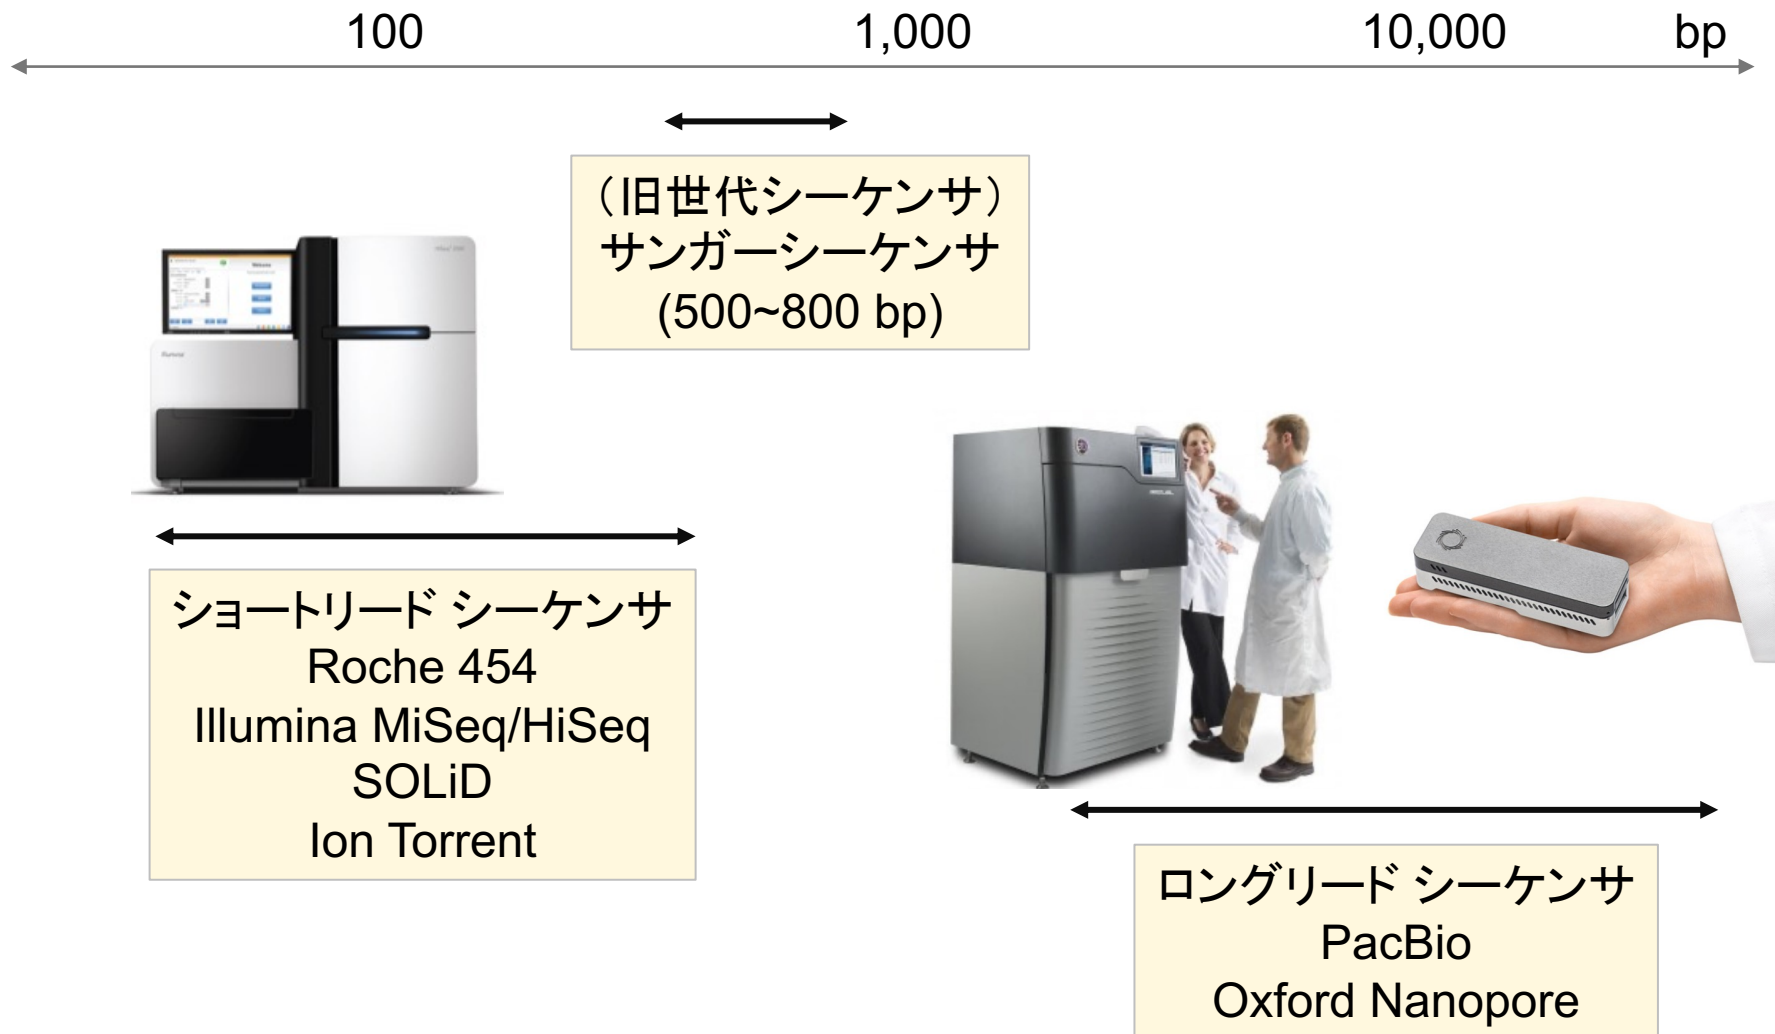 100 1,000 10,000 bp
（旧世代シーケンサ）
サンガーシーケンサ
(500~800 bp)
ショートリード シーケンサ
Roche 454
Illumina MiSeq/HiSeq
SOLiD
Ion Torrent
ロングリード シーケンサ
PacBio
Oxford Nanopore